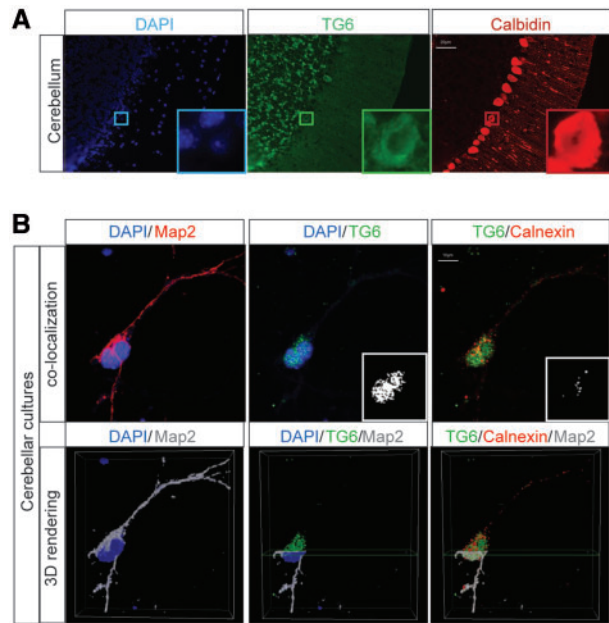 A
DAPI
TG6
Calbidin
Cerebellum
B
DAPI/Map2
DAPI/TG6
TG6/Calnexin
Cerebellar cultures
co-localization
DAPI/Map2
DAPI/TG6/Map2
TG6/Calnexin/Map2
3D rendering